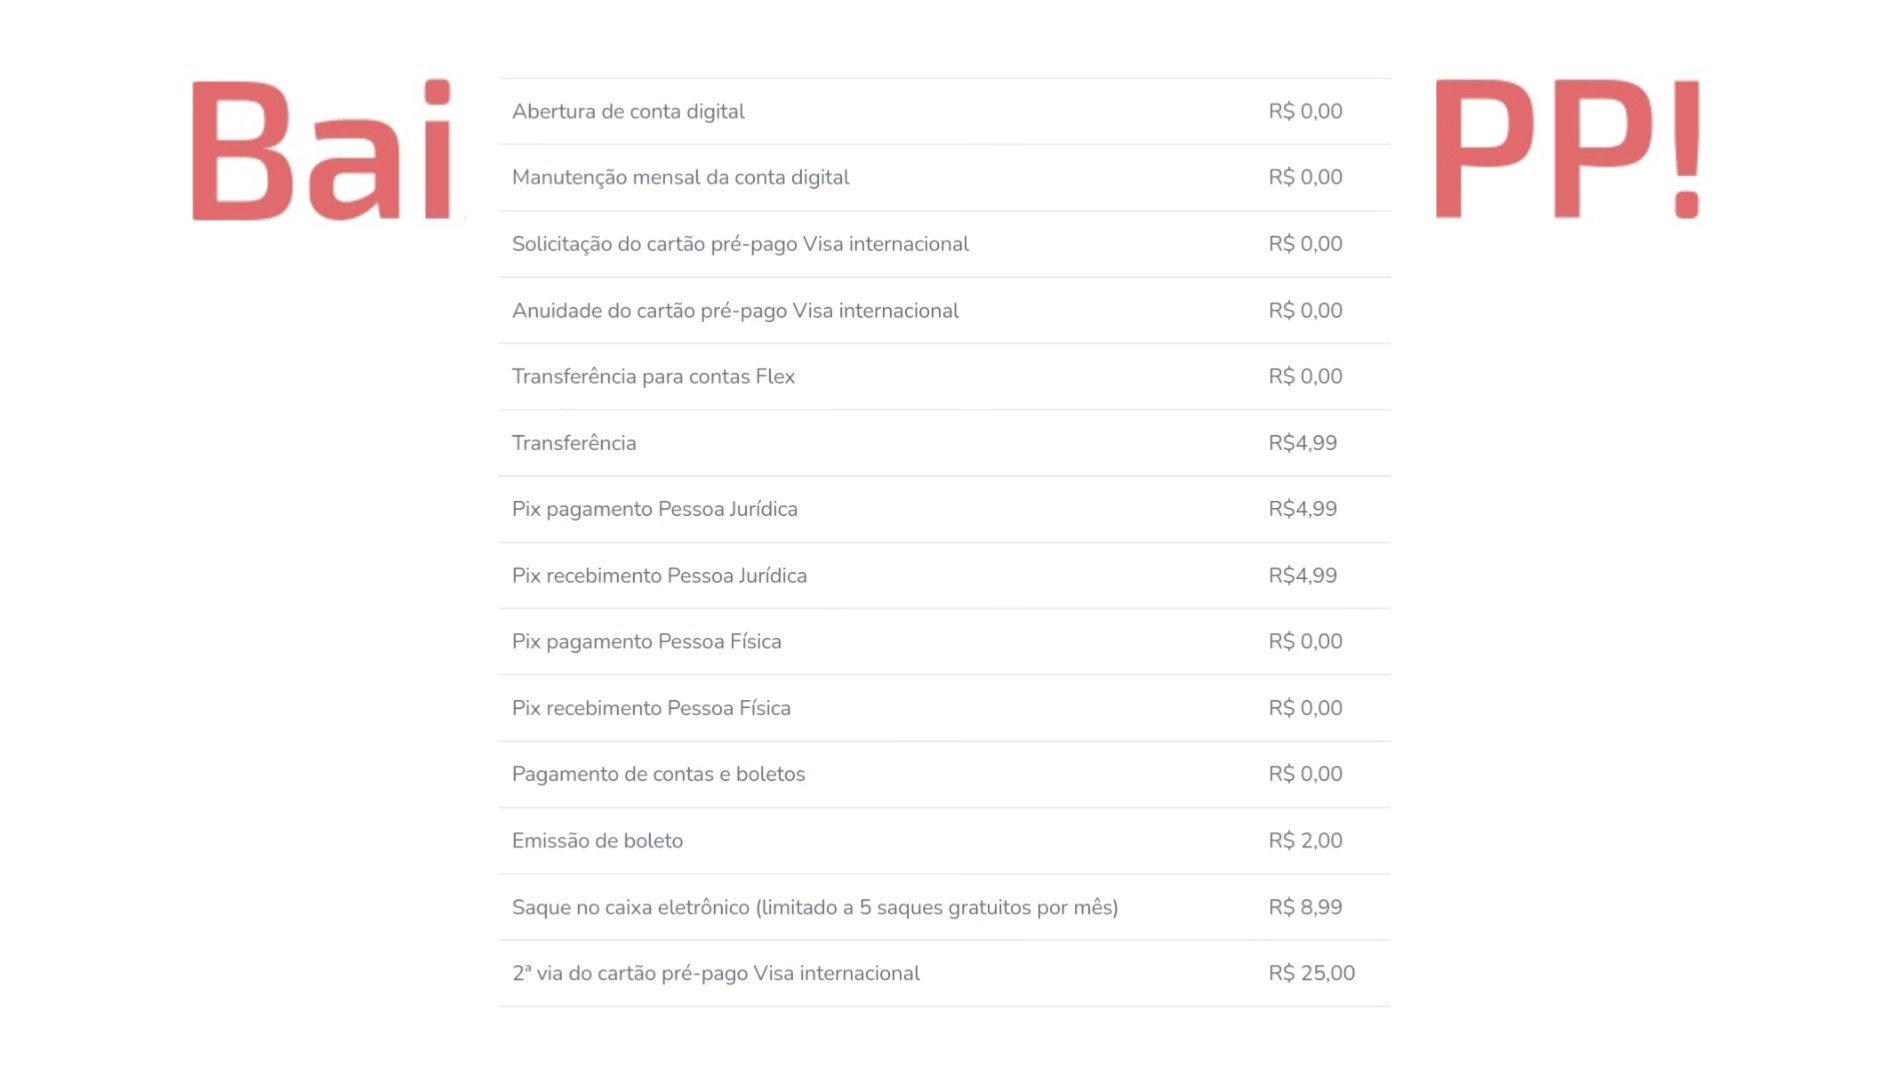 Bai
PP!
Abertura de conta digital R$ 0,00
Manutenção mensal da conta digital R$ 0,00
Solicitação do cartão pré-pago Visa internacional R$ 0,00
Anuidade do cartão pré-pago Visa internacional R$ 0,00
Transferência para contas Flex R$ 0,00
Transferência R$4,99
Pix pagamento Pessoa Jurídica R$4,99
Pix recebimento Pessoa Jurídica R$4,99
Pix pagamento Pessoa Física R$ 0,00
Pix recebimento Pessoa Física R$ 0,00
Pagamento de contas e boletos R$ 0,00
Emissão de boleto R$ 2,00
Saque no caixa eletrônico (limitado a 5 saques gratuitos por mês) R$ 8,99
2ª via do cartão pré-pago Visa internacional R$ 25,00